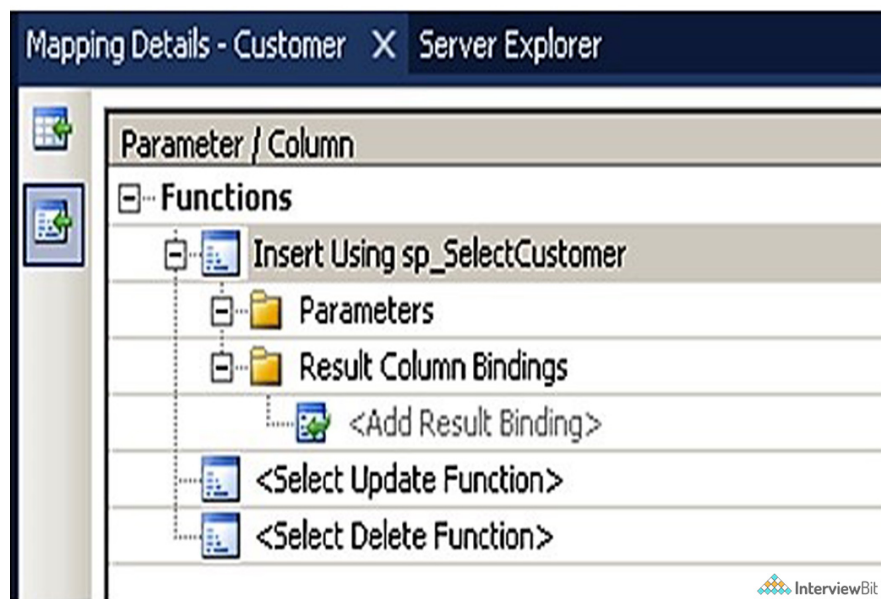 Mapping Details - Customer X Server Explorer
Parameter / Column
Functions
Insert Using sp_SelectCustomer
Parameters
Result Column Bindings
<Add Result Binding>
<Select Update Function>
<Select Delete Function>
InterviewBit